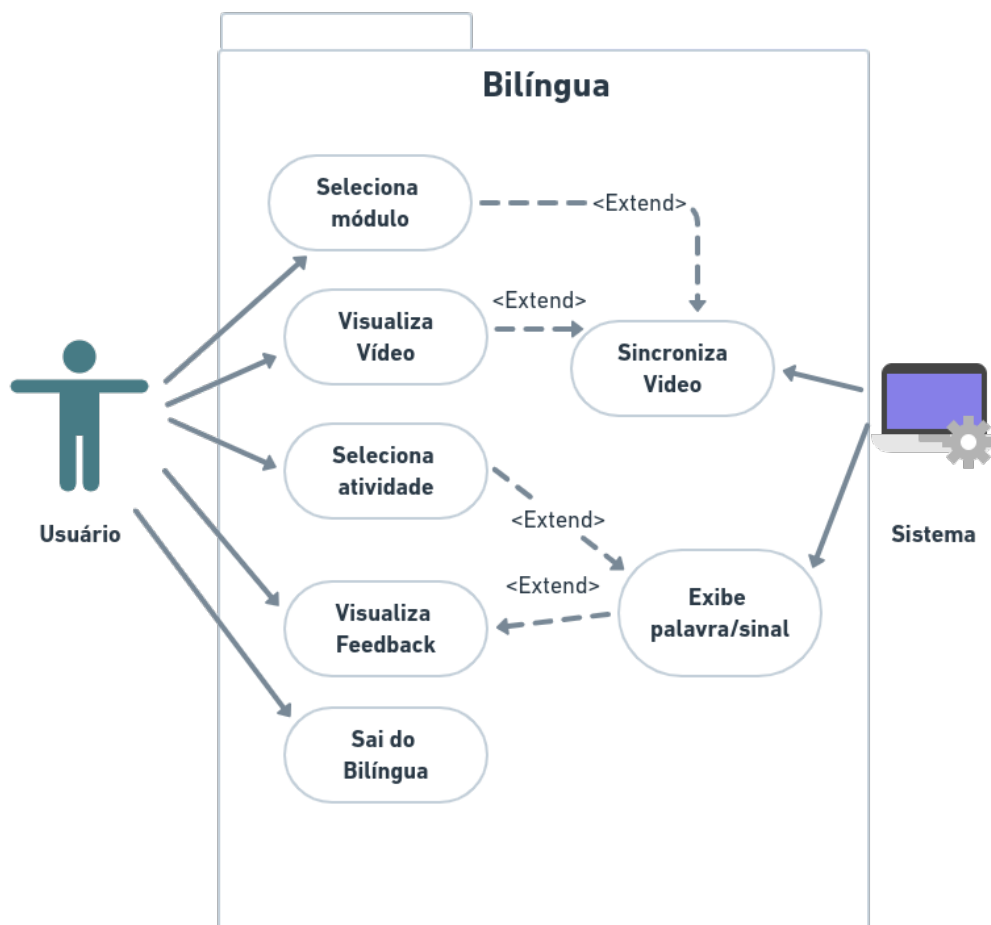 Bilíngua
Seleciona
módulo
<Extend>
Visualiza
Vídeo
<Extend>
Sincroniza
Video
Seleciona
atividade
<Extend>
Usuário
Sistema
<Extend>
Visualiza
Feedback
Exibe
palavra/sinal
Sai do
Bilíngua